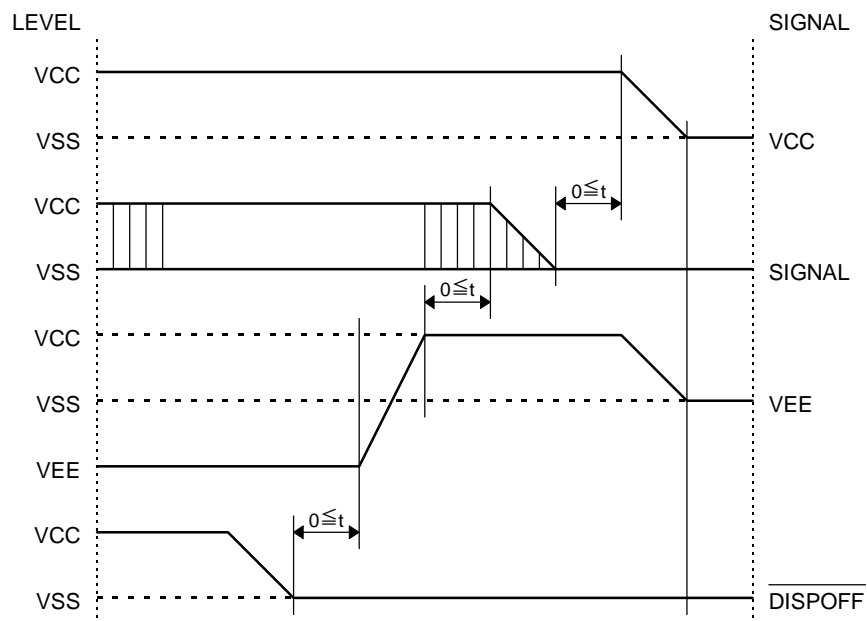 LEVEL SIGNAL
VCC
VSS VCC
VCC 0≦t
VSS SIGNAL
0≦t
VCC
VSS VEE
VEE
0≦t
VCC
VSS DISPOFF